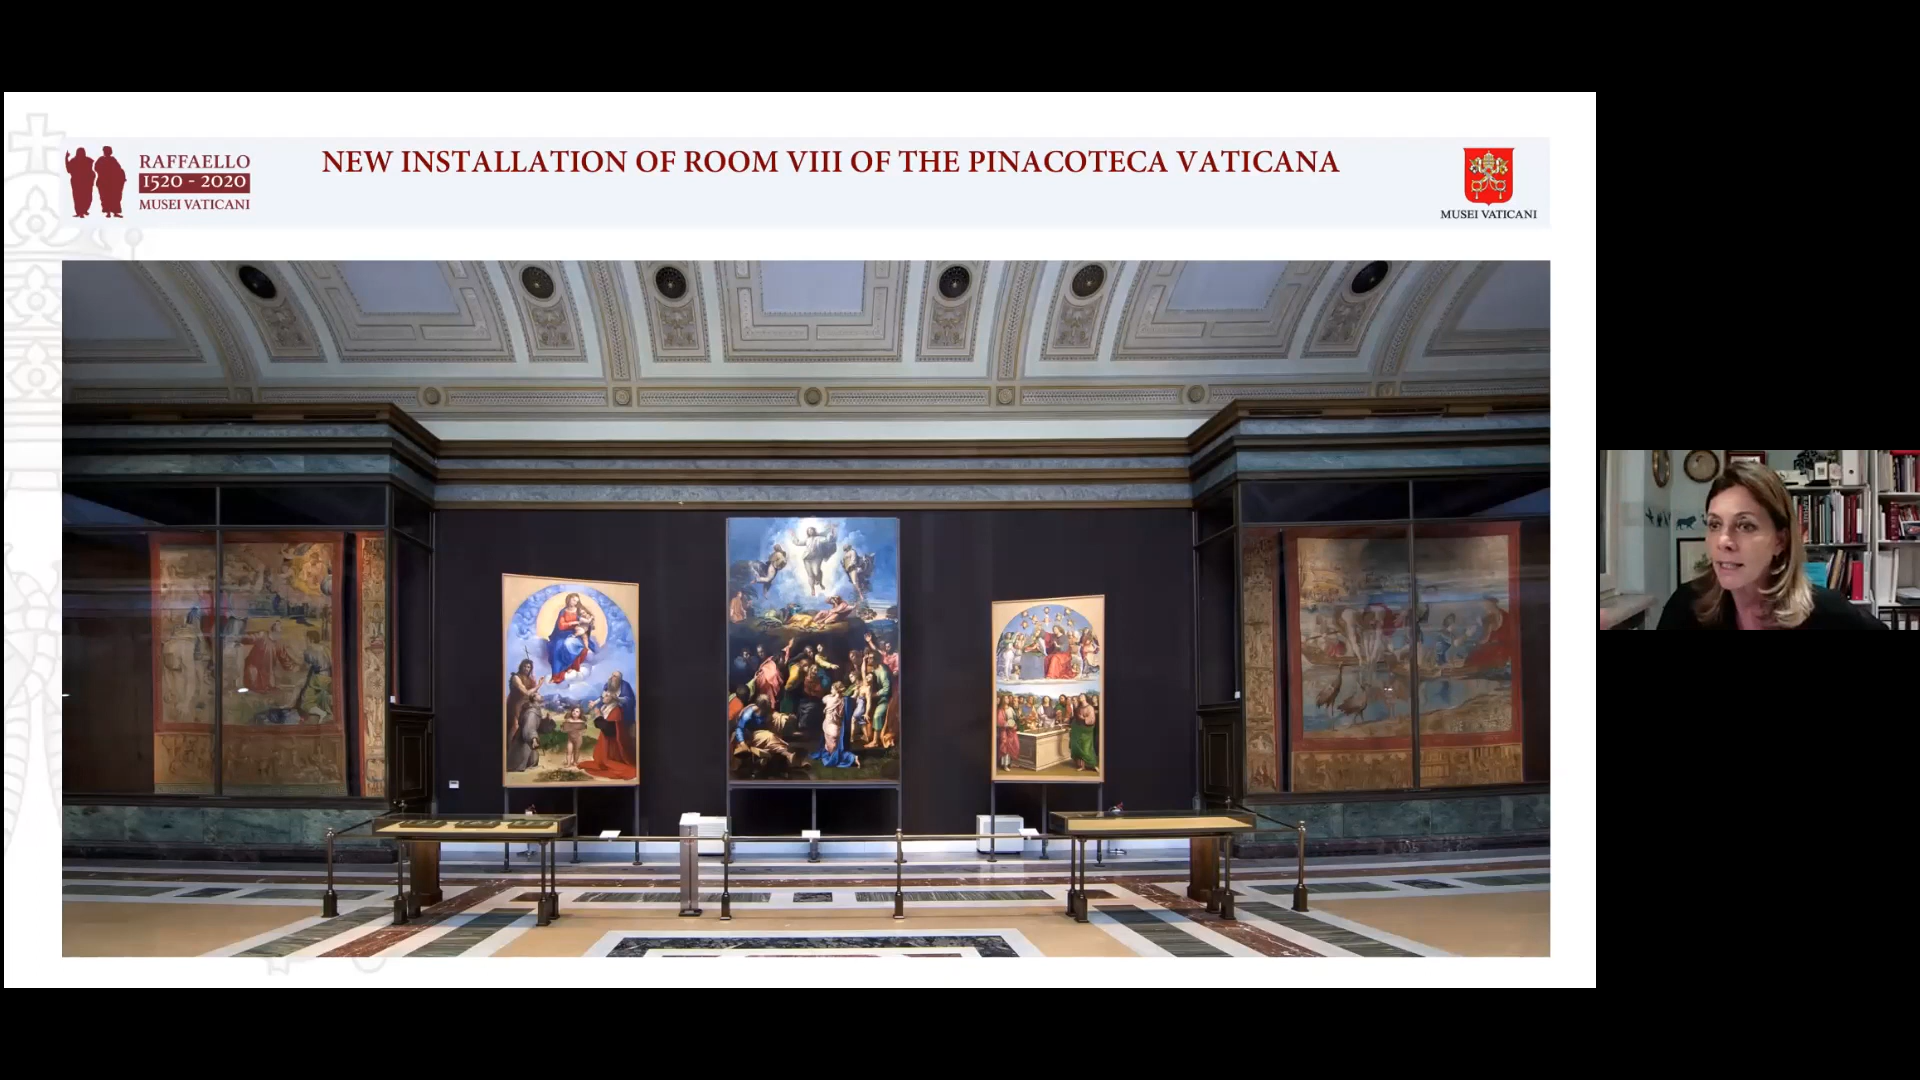 RAFFAELLO
1520 - 2020
MUSEI VATICANI
NEW INSTALLATION OF ROOM VIII OF THE PINACOTECA VATICANA
MUSEI VATICANI